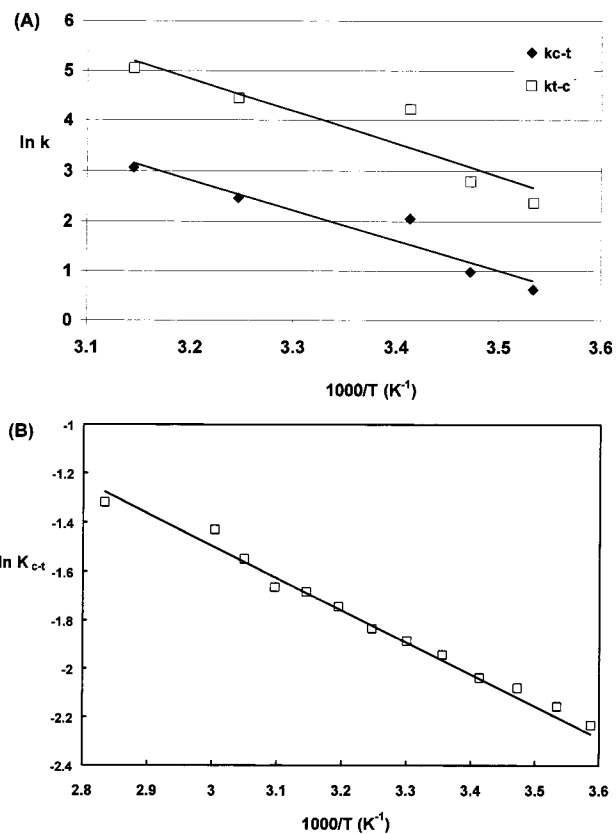 (A)
6
5
4
3
2
1
0
ln k
kc-t
kt-c
3.1 3.2 3.3 3.4 3.5 3.6
1000/T (K-1)
(B)
-1
-1.2
-1.4
-1.6
-1.8
-2
-2.2
-2.4
ln Kc-t
2.8 2.9 3 3.1 3.2 3.3 3.4 3.5 3.6
1000/T (K-1)